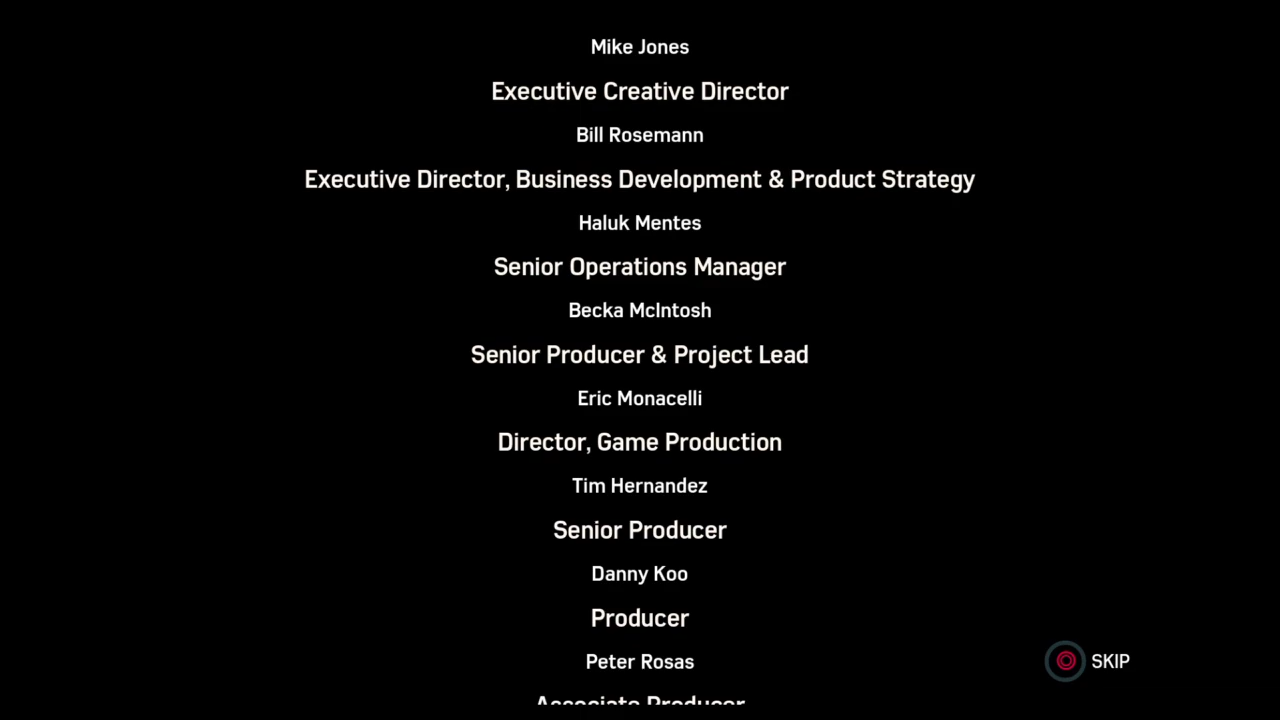 Mike Jones
Executive Creative Director
Bill Rosemann
Executive Director, Business Development & Product Strategy
Haluk Mentes
Senior Operations Manager
Becka McIntosh
Senior Producer & Project Lead
Eric Monacelli
Director, Game Production
Tim Hernandez
Senior Producer
Danny Koo
Producer
Peter Rosas
SKIP
Associate Producer